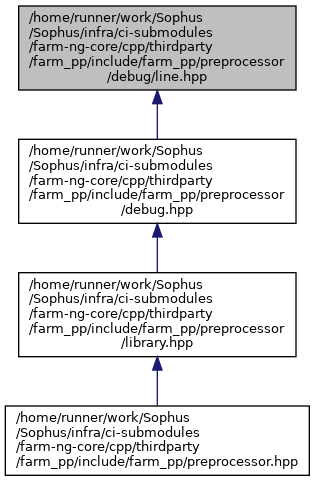 /home/runner/work/Sophus
/Sophus/infra/ci-submodules
/farm-ng-core/cpp/thirdparty
/farm_pp/include/farm_pp/preprocessor
/debug/line.hpp
/home/runner/work/Sophus
/Sophus/infra/ci-submodules
/farm-ng-core/cpp/thirdparty
/farm_pp/include/farm_pp/preprocessor
/debug.hpp
/home/runner/work/Sophus
/Sophus/infra/ci-submodules
/farm-ng-core/cpp/thirdparty
/farm_pp/include/farm_pp/preprocessor
/library.hpp
/home/runner/work/Sophus
/Sophus/infra/ci-submodules
/farm-ng-core/cpp/thirdparty
/farm_pp/include/farm_pp/preprocessor.hpp